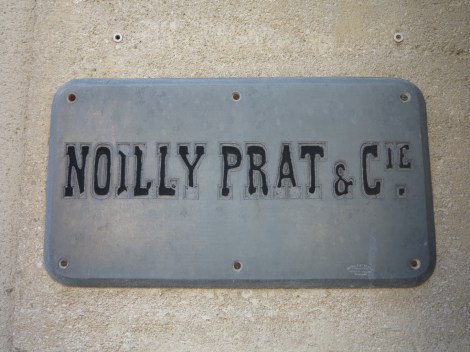 NOILLY PRAT & CIE.